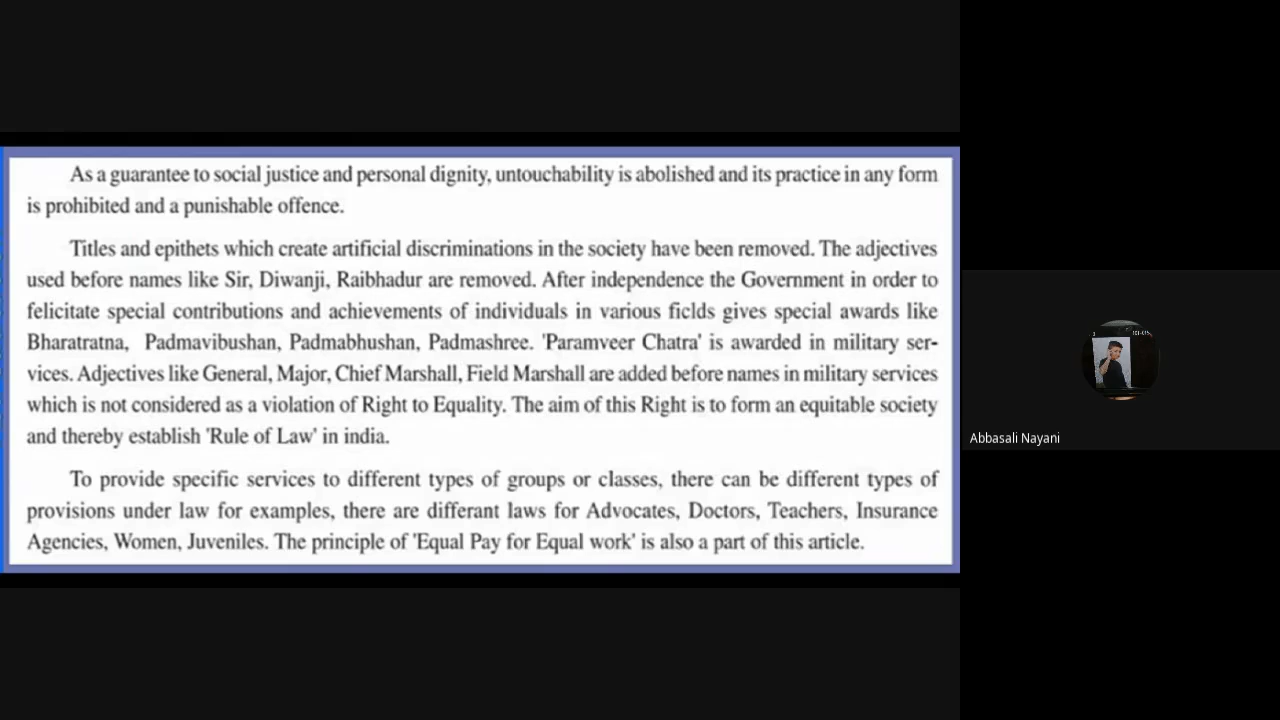 As a guarantee to social justice and personal dignity, untouchability is abolished and its practice in any form
is prohibited and a punishable offence.
Titles and epithets which create artificial discriminations in the society have been removed. The adjectives
used before names like Sir, Diwanji, Raibhadur are removed. After independence the Government in order to
felicitate special contributions and achievements of individuals in various ficlds gives special awards like
Bharatratna, Padmavibushan, Padmabhushan, Padmashree. 'Paramveer Chatra' is awarded in military ser-
vices. Adjectives like General, Major, Chief Marshall, Field Marshall are added before names in military services
which is not considered as a violation of Right to Equality. The aim of this Right is to form an equitable society
and thereby establish 'Rule of Law' in india.
To provide specific services to different types of groups or classes, there can be different types of
provisions under law for examples, there are differant laws for Advocates, Doctors, Teachers, Insurance
Agencies, Women, Juveniles. The principle of 'Equal Pay for Equal work' is also a part of this article.
Abbasali Nayani